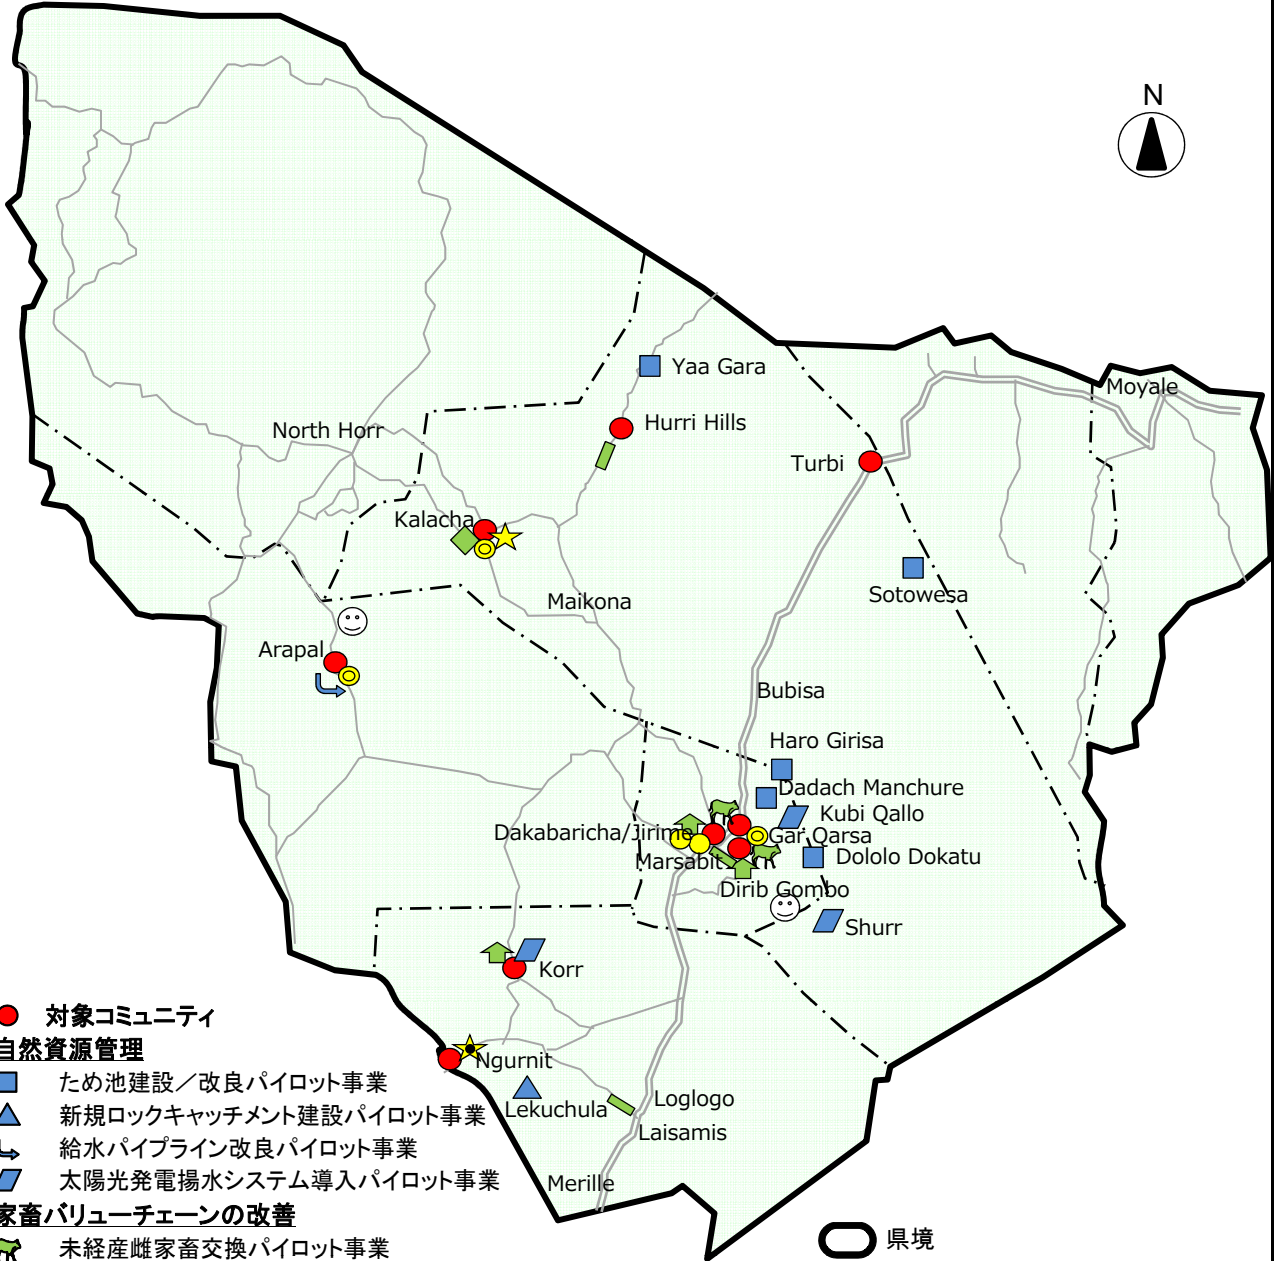 N
Yaa Gara
Moyale
Hurri Hills
North Horr
Turbi
Kalacha
Sotowesa
Maikona
Arapal
Bubisa
Haro Girisa
Dadach Manchure
Kubi Qallo
Dakabaricha/Jirime
Gar Qarsa
Marsabit
Dololo Dokatu
Dirib Gombo
Shurr
Korr
対象コミュニティ
自然資源管理
Ngurnit
ため池建設／改良パイロット事業
Loglogo
新規ロックキャッチメント建設パイロット事業
Lekuchula
Laisamis
給水パイプライン改良パイロット事業
太陽光発電揚水システム導入パイロット事業
Merille
家畜バリューチェーンの改善
未経産雌家畜交換パイロット事業
県境